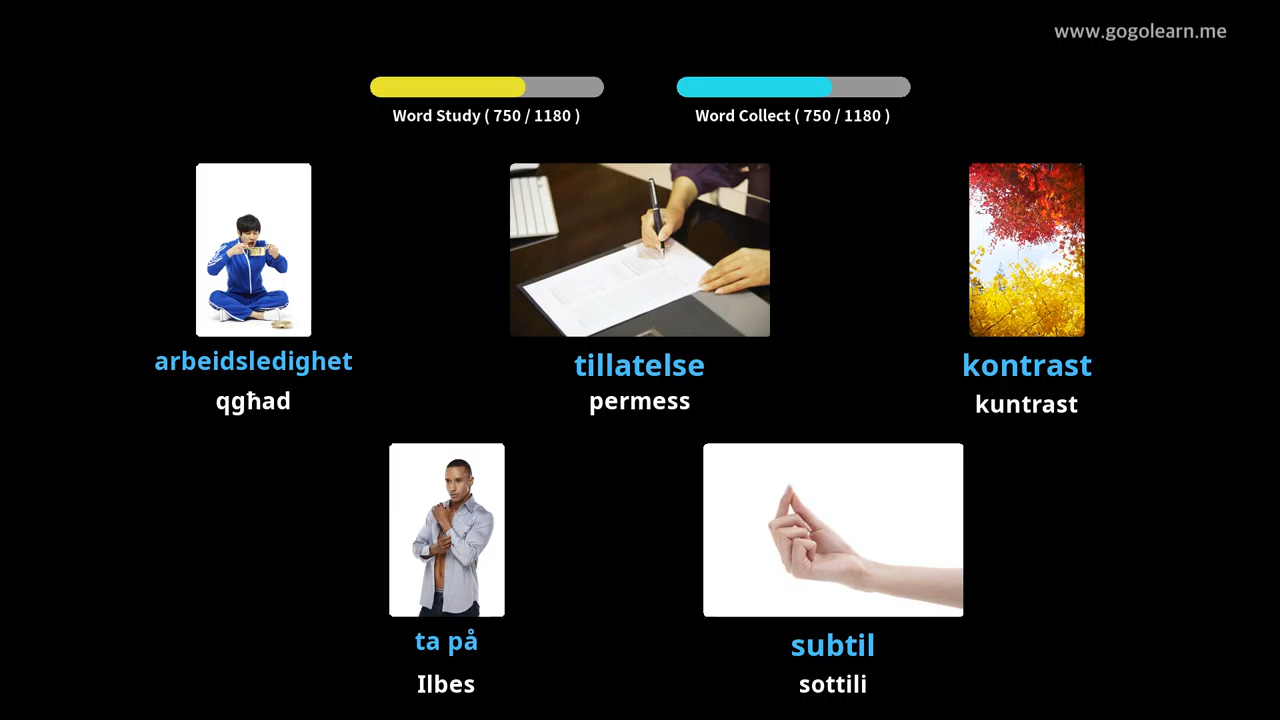 www.gogolearn.me
Word Study ( 750 / 1180 )
Word Collect ( 750 / 1180 )
arbeidsledighet
qgħad
tillatelse
permess
kontrast
kuntrast
ta på
Ilbes
subtil
sottili